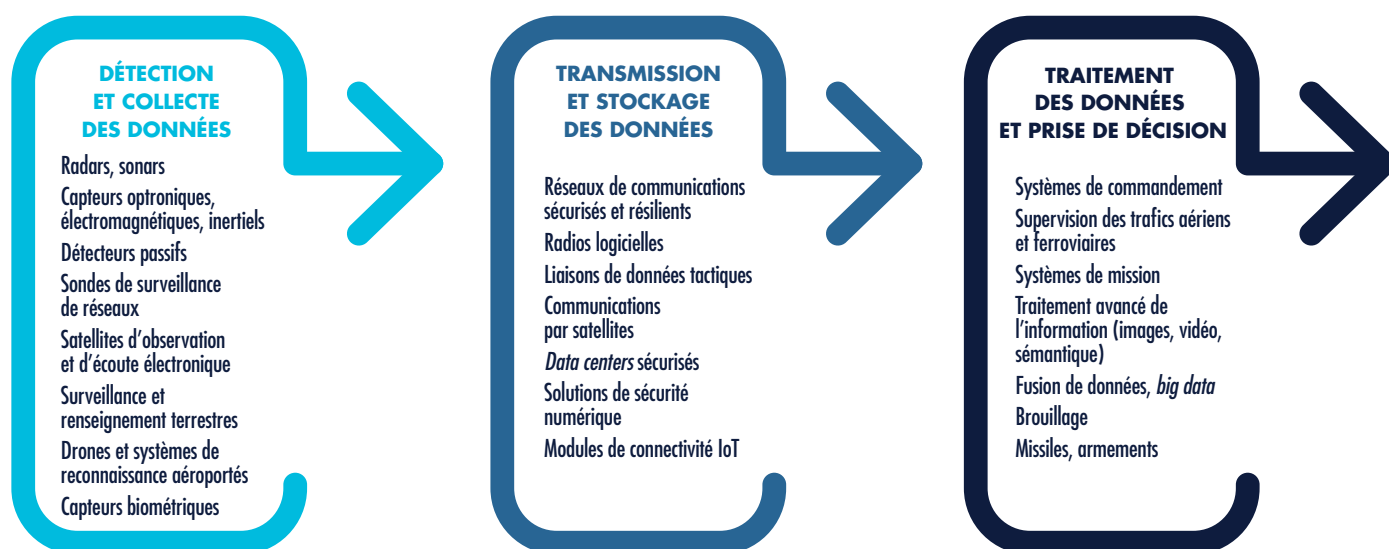 DÉTECTION
ET COLLECTE
DES DONNÉES
Radars, sonars
Capteurs optroniques,
électromagnétiques, inertiels
Détecteurs passifs
Sondes de surveillance
de réseaux
Satellites d’observation
et d’écoute électronique
Surveillance et
renseignement terrestres
Drones et systèmes de
reconnaissance aéroportés
Capteurs biométriques
TRANSMISSION
ET STOCKAGE
DES DONNÉES
Réseaux de communications
sécurisés et résilients
Radios logicielles
Liaisons de données tactiques
Communications
par satellites
Data centers sécurisés
Solutions de sécurité
numérique
Modules de connectivité IoT
TRAITEMENT
DES DONNÉES
ET PRISE DE DÉCISION
Systèmes de commandement
Supervision des trafics aériens
et ferroviaires
Systèmes de mission
Traitement avancé de
l’information (images, vidéo,
sémantique)
Fusion de données, big data
Brouillage
Missiles, armements